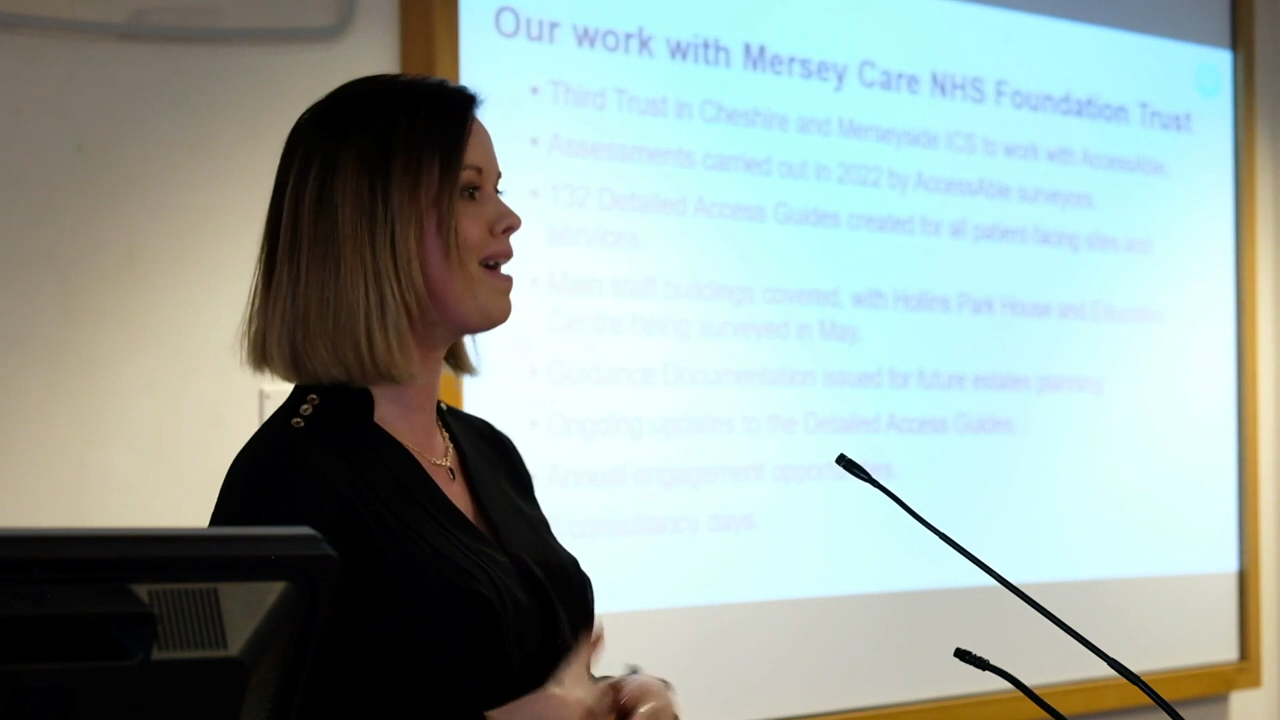 Our work with Mersey Care NHS Foundation Trust
• Third Trust in Cheshire and Merseyside ICS to work with AccessAble.
• Assessments carried out in 2022 by AccessAble surveyors.
• 132 Detailed Access Guides created for all patient-facing sites and
services.
• Main staff buildings covered, with Hollins Park House and Education
Centre being surveyed in May.
• Guidance Documentation issued for future estates planning
• Ongoing updates to the Detailed Access Guides
• Annual engagement opportunities.
consultancy days